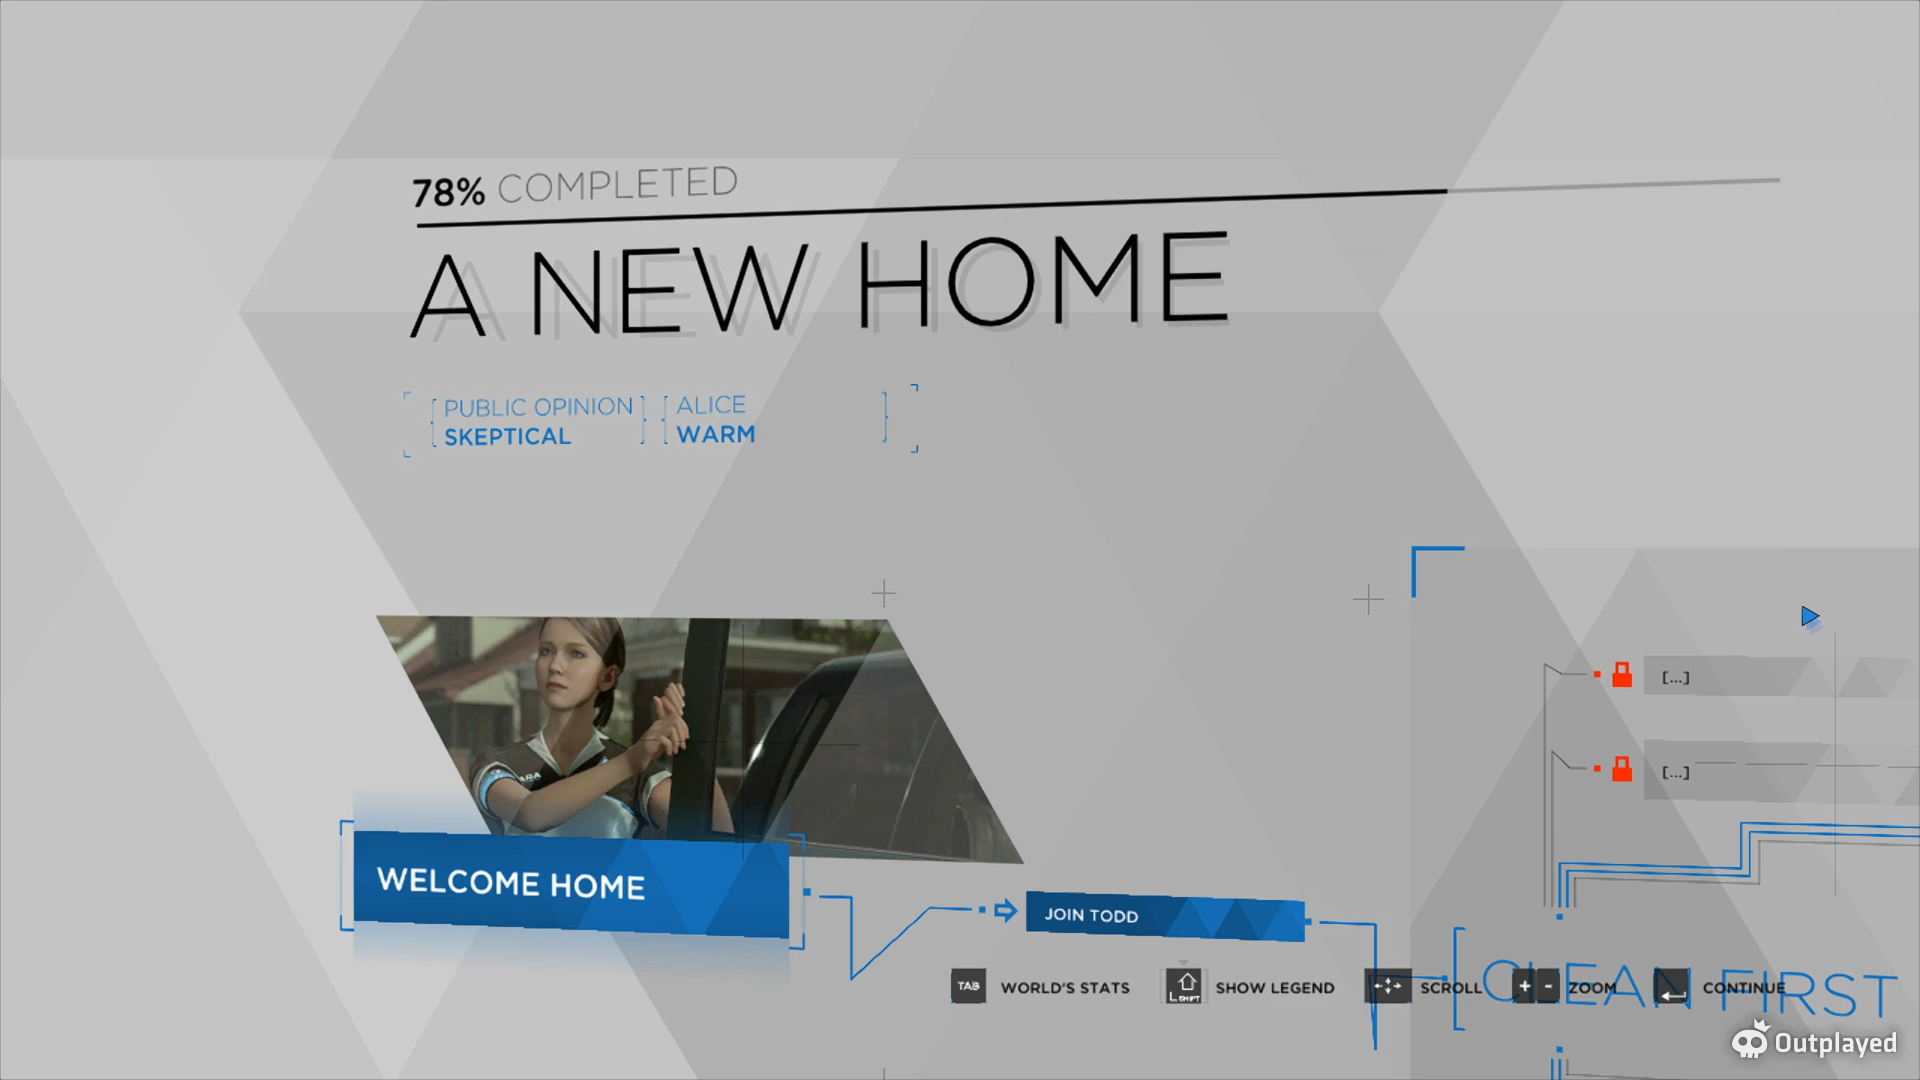 78% COMPLETED
A NEW HOME
PUBLIC OPINION
SKEPTICAL
ALICE
WARM
[...]
[...]
WELCOME HOME
JOIN TODD
CLEAN FIRST
TAB WORLD'S STATS
L SHIFT SHOW LEGEND
SCROLL
+ - ZOOM
CONTINUE
Outplayed